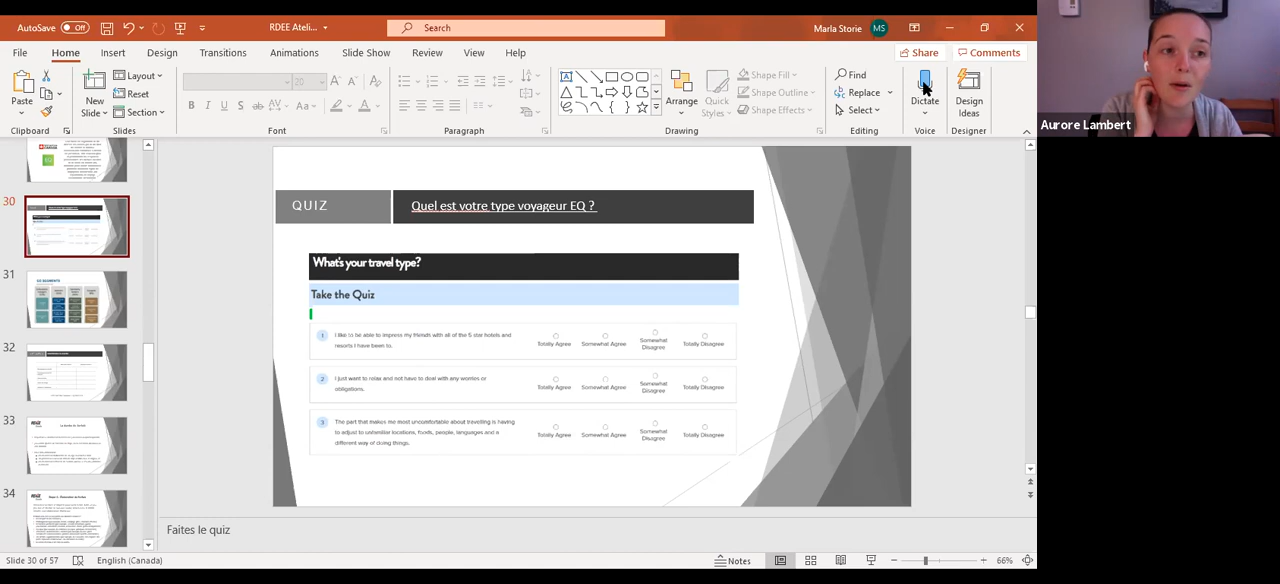 AutoSave
Off
RDEE Ateli...
Search
Marla Storie
MS
File
Home
Insert
Design
Transitions
Animations
Slide Show
Review
View
Help
Share
Comments
Paste
New
Slide
Layout
Reset
Section
20
B
I
U
S
ab
AV
Aa
A
Arrange
Quick
Styles
Shape Fill
Shape Outline
Shape Effects
Find
Replace
Select
Dictate
Design
Ideas
Clipboard
Slides
Font
Paragraph
Drawing
Editing
Voice
Designer
Aurore Lambert
30
31
32
33
34
QUIZ
Quel est votre type voyageur EQ ?
What's your travel type?
Take the Quiz
1 I like to be able to impress my friends with all of the 5 star hotels and
resorts I have been to.
Totally Agree
Somewhat Agree
Somewhat
Disagree
Totally Disagree
2 I just want to relax and not have to deal with any worries or
obligations.
Totally Agree
Somewhat Agree
Somewhat
Disagree
Totally Disagree
3 The part that makes me most uncomfortable about travelling is having
to adjust to unfamiliar locations, foods, people, languages and a
different way of doing things.
Totally Agree
Somewhat Agree
Somewhat
Disagree
Totally Disagree
Faites le quiz
Slide 30 of 57
English (Canada)
Notes
66%